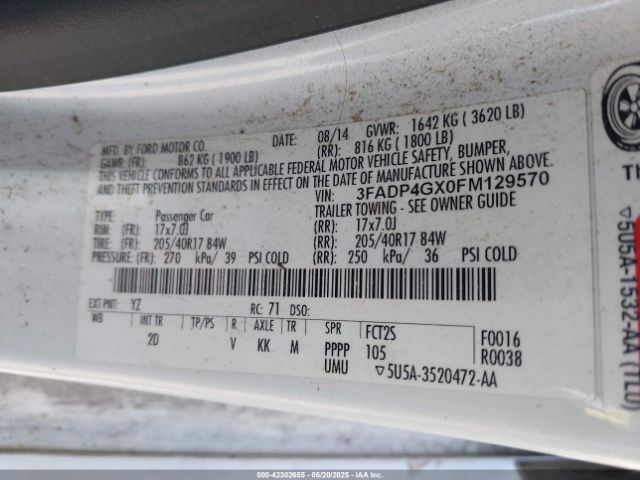 MFD. BY FORD MOTOR CO. DATE: 08/14 GVWR: 1642 KG ( 3620 LB)
GAWR: (FR): 862 KG ( 1900 LB) (RR): 816 KG ( 1800 LB)
THIS VEHICLE CONFORMS TO ALL APPLICABLE FEDERAL MOTOR VEHICLE SAFETY, BUMPER,
AND THEFT PREVENTION STANDARDS IN EFFECT ON THE DATE OF MANUFACTURE SHOWN ABOVE.
VIN: 3FADP4GX0FM129570
TYPE: Passenger Car TRAILER TOWING - SEE OWNER GUIDE
RIM: (FR): 17x7.0J (RR): 17x7.0J
TIRE: (FR): 205/40R17 84W (RR): 205/40R17 84W
PRESSURE: (FR) 270 kPa/ 39 PSI COLD (RR): 250 kPa/ 36 PSI COLD
EXT PNT: YZ RC: 71 DSO:
WB INT TR TP/PS R AXLE TR SPR FCT2S F0016
2D V KK M PPPP 105 R0038
UMU ▽5U5A-3520472-AA
▽5U5A-1532-AA (TLU)
000-42302655 - 05/20/2025 - IAAI.COM